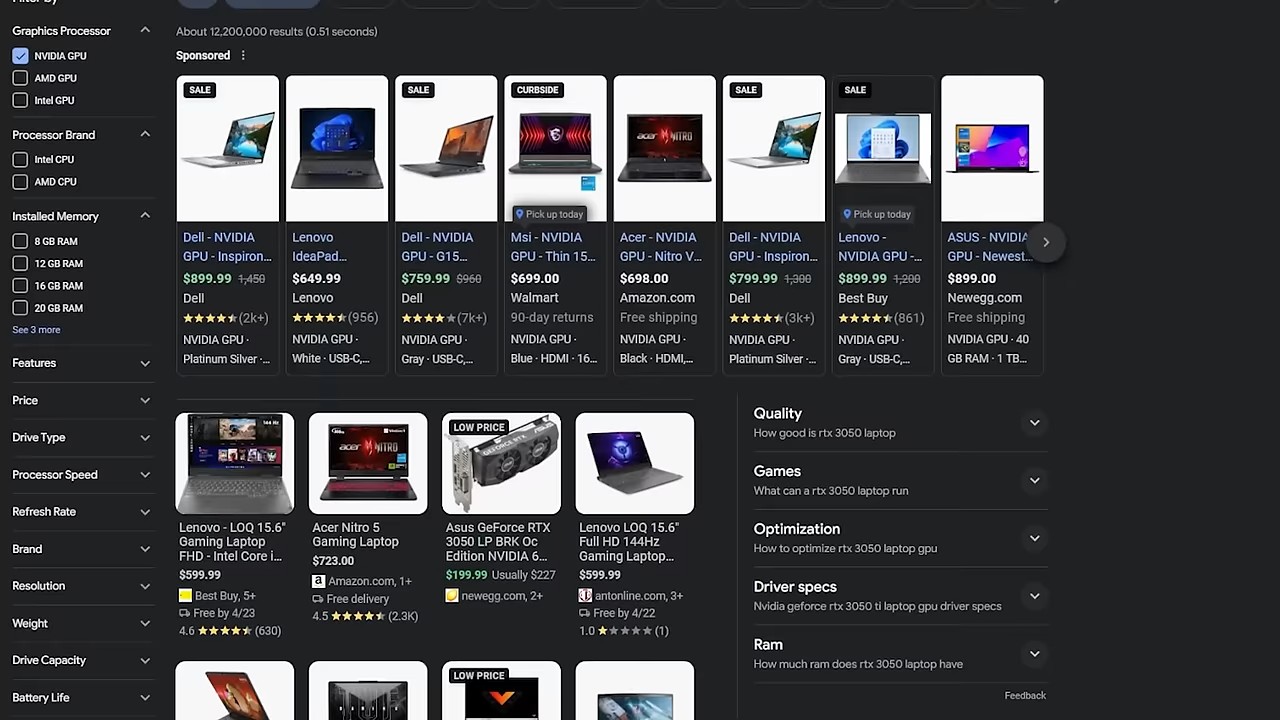 Graphics Processor
NVIDIA GPU
AMD GPU
Intel GPU
Processor Brand
Intel CPU
AMD CPU
Installed Memory
8 GB RAM
12 GB RAM
16 GB RAM
20 GB RAM
See 3 more
Features
Price
Drive Type
Processor Speed
Refresh Rate
Brand
Resolution
Weight
Drive Capacity
Battery Life
About 12,200,000 results (0.51 seconds)
Sponsored
SALE
Dell - NVIDIA
GPU - Inspiron...
$899.99 1,450
Dell
(2k+)
NVIDIA GPU ·
Platinum Silver ·...
Lenovo
IdeaPad...
$649.99
Lenovo
(956)
NVIDIA GPU ·
White · USB-C,...
SALE
Dell - NVIDIA
GPU - G15...
$759.99 $960
Dell
(7k+)
NVIDIA GPU ·
Gray · USB-C,...
CURBSIDE
Pick up today
Msi - NVIDIA
GPU - Thin 15...
$699.00
Walmart
90-day returns
NVIDIA GPU ·
Blue · HDMI · 16...
acer NITRO
Acer - NVIDIA
GPU - Nitro V...
$698.00
Amazon.com
Free shipping
NVIDIA GPU ·
Black · HDMI,...
SALE
Dell - NVIDIA
GPU - Inspiron...
$799.99 1,300
Dell
(3k+)
NVIDIA GPU ·
Platinum Silver ·...
SALE
Pick up today
Lenovo -
NVIDIA GPU -...
$899.99 1,200
Best Buy
(861)
NVIDIA GPU ·
Gray · USB-C,...
ASUS - NVIDIA
GPU - Newest...
$899.00
Newegg.com
Free shipping
NVIDIA GPU · 40
GB RAM · 1 TB...
144 Hz
Lenovo - LOQ 15.6"
Gaming Laptop
FHD - Intel Core i...
$599.99
Best Buy, 5+
Free by 4/23
4.6 (630)
acer NITRO
Acer Nitro 5
Gaming Laptop
$723.00
Amazon.com, 1+
Free delivery
4.5 (2.3K)
LOW PRICE
GEFORCE RTX
Asus GeForce RTX
3050 LP BRK Oc
Edition NVIDIA 6...
$199.99 Usually $227
newegg.com, 2+
Lenovo LOQ 15.6"
Full HD 144Hz
Gaming Laptop...
$599.99
antonline.com, 3+
Free by 4/22
1.0 (1)
LOW PRICE
Quality
How good is rtx 3050 laptop
Games
What can a rtx 3050 laptop run
Optimization
How to optimize rtx 3050 laptop gpu
Driver specs
Nvidia geforce rtx 3050 ti laptop gpu driver specs
Ram
How much ram does rtx 3050 laptop have
Feedback